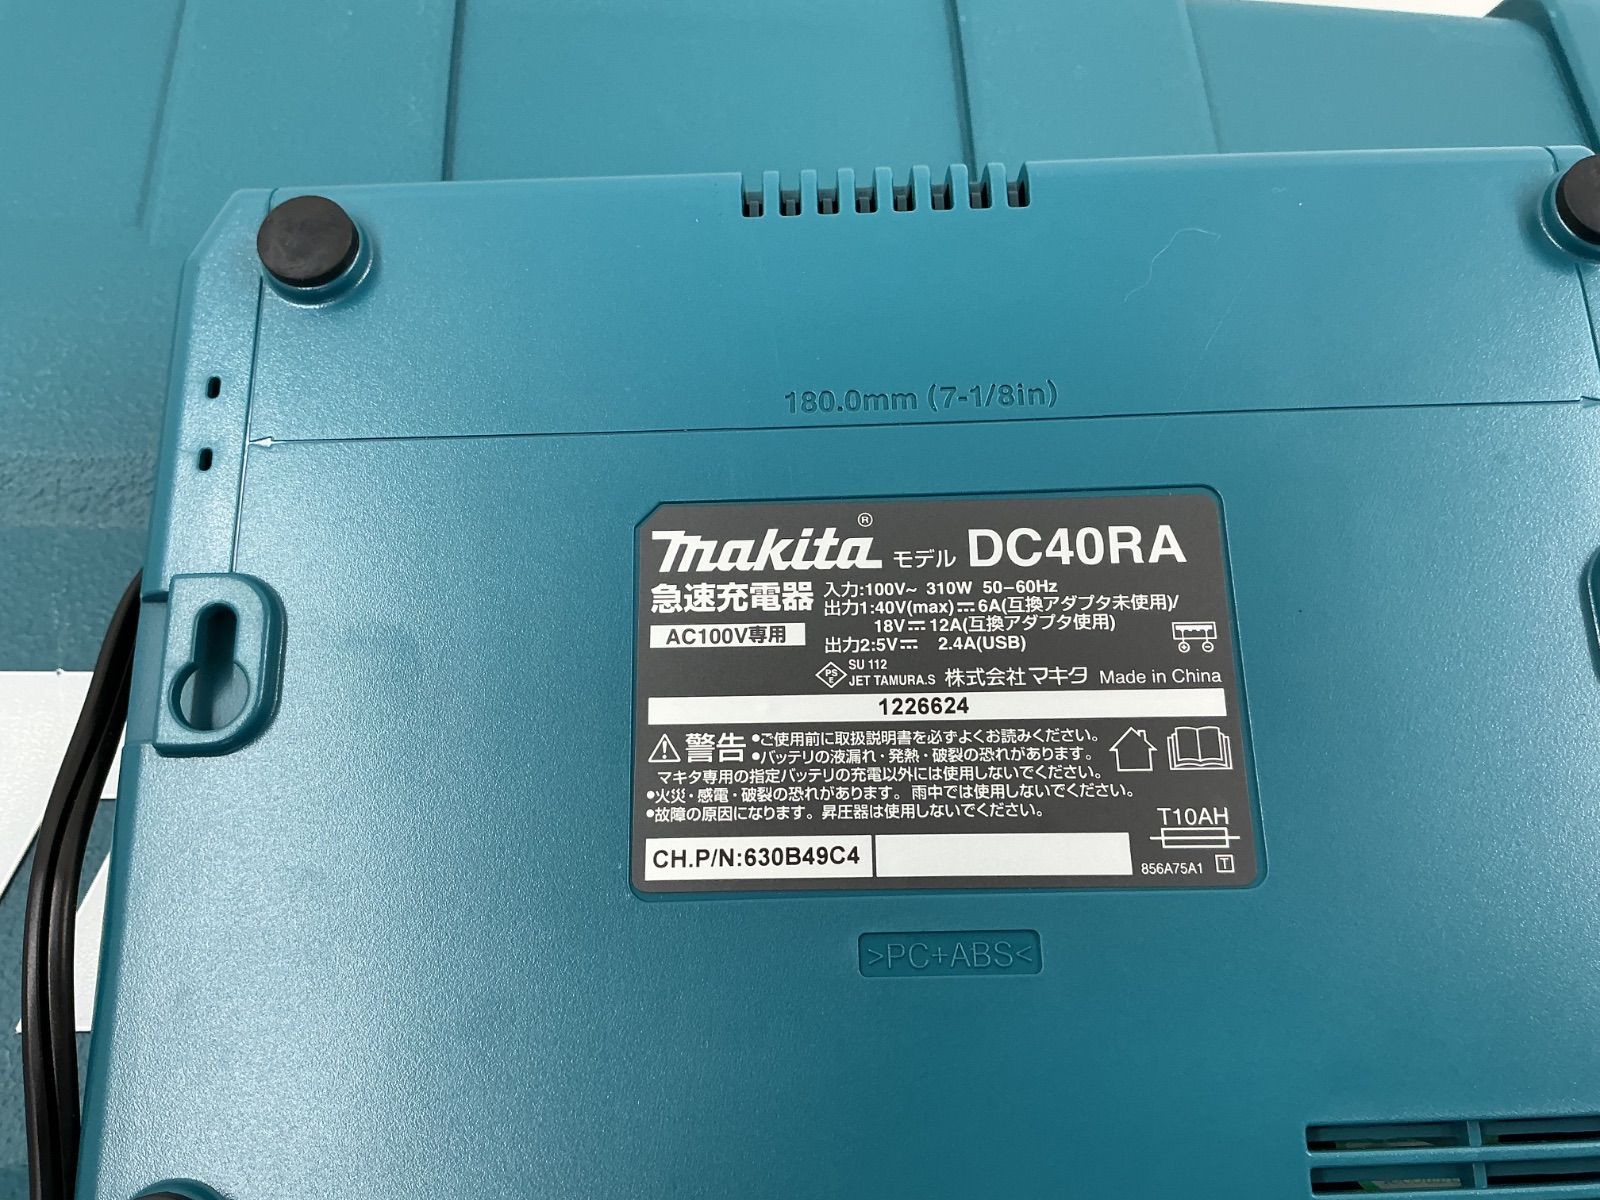 180.0mm (7-1/8in)
makita® モデル DC40RA
急速充電器
AC100V専用
入力:100V~ 310W 50-60Hz
出力1:40V(max)⎓6A(互換アダプタ未使用)/
18V⎓12A(互換アダプタ使用)
出力2:5V⎓ 2.4A(USB)
PSE
SU 112
JET TAMURA.S 株式会社マキタ Made in China
1226624
⚠警告 •ご使用前に取扱説明書を必ずよくお読みください。
•バッテリの液漏れ・発熱・破裂の恐れがあります。
マキタ専用の指定バッテリの充電以外には使用しないでください。
•火災・感電・破裂の恐れがあります。雨中では使用しないでください。
•故障の原因になります。昇圧器は使用しないでください。
T10AH
CH.P/N:630B49C4
856A75A1 T
>PC+ABS<